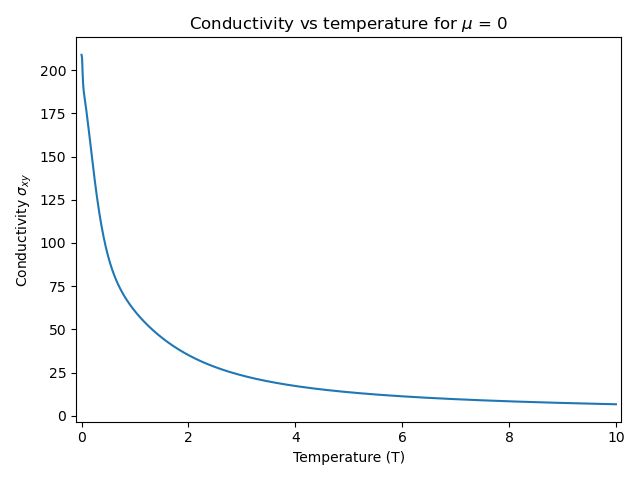 Conductivity vs temperature for μ = 0
200
175
150
125
100
75
50
25
0
Conductivity σxy
0 2 4 6 8 10
Temperature (T)